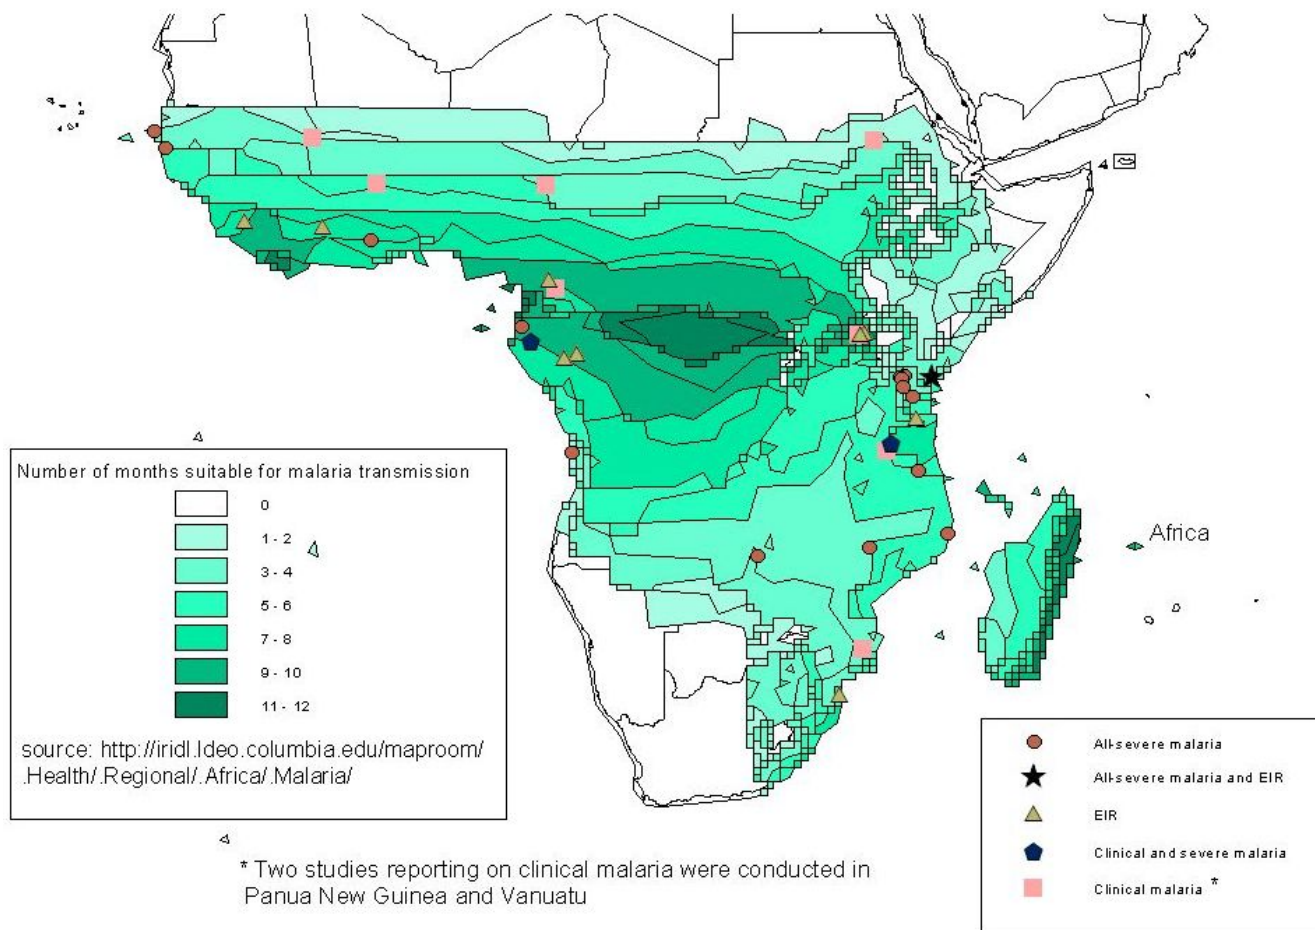 Number of months suitable for malaria transmission
0
1 - 2
3 - 4
5 - 6
7 - 8
9 - 10
11 - 12
source: http://iridl.ldeo.columbia.edu/maproom/
.Health/.Regional/.Africa/.Malaria/
Africa
All-severe malaria
All-severe malaria and EIR
EIR
Clinical and severe malaria
Clinical malaria *
* Two studies reporting on clinical malaria were conducted in
Panua New Guinea and Vanuatu